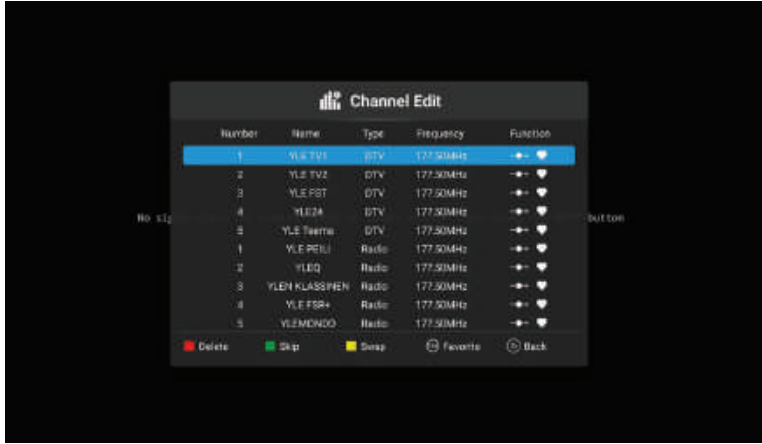 Channel Edit
Number Name Type Frequency Function
1 YLE TV1 DTV 177.50MHz
2 YLE TV2 DTV 177.50MHz
3 YLE FST DTV 177.50MHz
4 YLE24 DTV 177.50MHz
5 YLE Teema DTV 177.50MHz
1 YLE PEILI Radio 177.50MHz
2 YLEQ Radio 177.50MHz
3 YLEN KLASSINEN Radio 177.50MHz
4 YLE FSR+ Radio 177.50MHz
5 YLEMONDO Radio 177.50MHz
No sig button
Delete Skip Swap Favorite Back